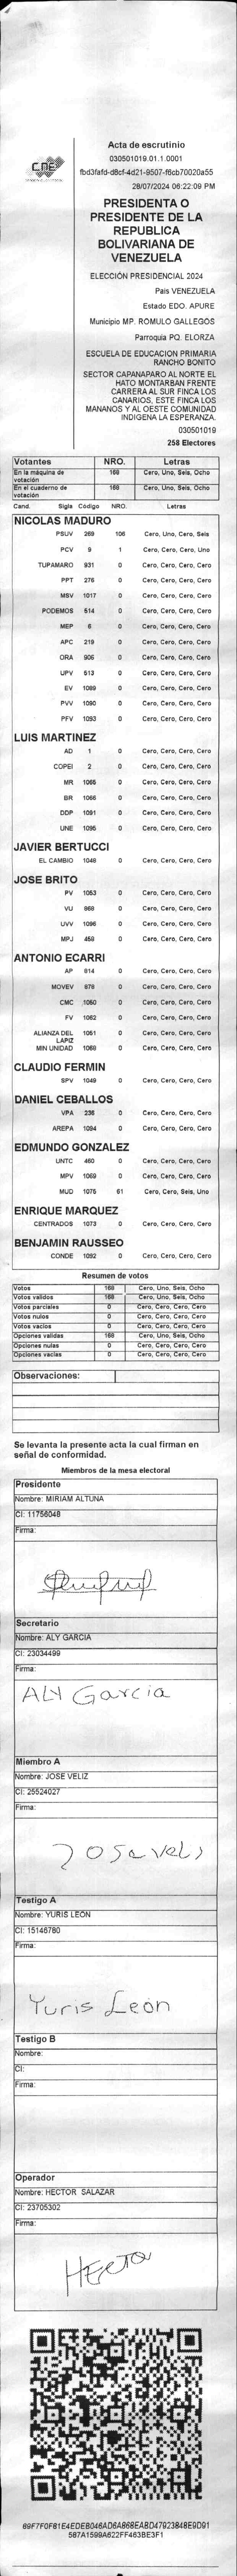 CNE
Acta de escrutinio
030501019.01.1.0001
fbd3fafd-d8cf-4d21-9507-f6cb70020a55
28/07/2024 06:22:09 PM
PRESIDENTA O
PRESIDENTE DE LA
REPUBLICA
BOLIVARIANA DE
VENEZUELA
ELECCIÓN PRESIDENCIAL 2024
Pais VENEZUELA
Estado EDO. APURE
Municipio MP. ROMULO GALLEGOS
Parroquia PQ. ELORZA
ESCUELA DE EDUCACION PRIMARIA
RANCHO BONITO
SECTOR CAPANAPARO AL NORTE EL
HATO MONTARBAN FRENTE
CARRERA AL SUR FINCA LOS
CANARIOS, ESTE FINCA LOS
MANANOS Y AL OESTE COMUNIDAD
INDIGENA LA ESPERANZA.
030501019
258 Electores
Votantes NRO. Letras
En la máquina de votación 168 Cero, Uno, Seis, Ocho
En el cuaderno de votación 168 Cero, Uno, Seis, Ocho
Cand. Sigla Código NRO. Letras
NICOLAS MADURO
PSUV 269 106 Cero, Uno, Cero, Seis
PCV 9 1 Cero, Cero, Cero, Uno
TUPAMARO 931 0 Cero, Cero, Cero, Cero
PPT 276 0 Cero, Cero, Cero, Cero
MSV 1017 0 Cero, Cero, Cero, Cero
PODEMOS 514 0 Cero, Cero, Cero, Cero
MEP 6 0 Cero, Cero, Cero, Cero
APC 219 0 Cero, Cero, Cero, Cero
ORA 906 0 Cero, Cero, Cero, Cero
UPV 513 0 Cero, Cero, Cero, Cero
EV 1089 0 Cero, Cero, Cero, Cero
PVV 1090 0 Cero, Cero, Cero, Cero
PFV 1093 0 Cero, Cero, Cero, Cero
LUIS MARTINEZ
AD 1 0 Cero, Cero, Cero, Cero
COPEI 2 0 Cero, Cero, Cero, Cero
MR 1065 0 Cero, Cero, Cero, Cero
BR 1066 0 Cero, Cero, Cero, Cero
DDP 1091 0 Cero, Cero, Cero, Cero
UNE 1095 0 Cero, Cero, Cero, Cero
JAVIER BERTUCCI
EL CAMBIO 1048 0 Cero, Cero, Cero, Cero
JOSE BRITO
PV 1053 0 Cero, Cero, Cero, Cero
VU 869 0 Cero, Cero, Cero, Cero
UVV 1096 0 Cero, Cero, Cero, Cero
MPJ 458 0 Cero, Cero, Cero, Cero
ANTONIO ECARRI
AP 814 0 Cero, Cero, Cero, Cero
MOVEV 878 0 Cero, Cero, Cero, Cero
CMC 1050 0 Cero, Cero, Cero, Cero
FV 1062 0 Cero, Cero, Cero, Cero
ALIANZA DEL LAPIZ 1051 0 Cero, Cero, Cero, Cero
MIN UNIDAD 1068 0 Cero, Cero, Cero, Cero
CLAUDIO FERMIN
SPV 1049 0 Cero, Cero, Cero, Cero
DANIEL CEBALLOS
VPA 236 0 Cero, Cero, Cero, Cero
AREPA 1094 0 Cero, Cero, Cero, Cero
EDMUNDO GONZALEZ
UNTC 460 0 Cero, Cero, Cero, Cero
MPV 1069 0 Cero, Cero, Cero, Cero
MUD 1075 61 Cero, Cero, Seis, Uno
ENRIQUE MARQUEZ
CENTRADOS 1073 0 Cero, Cero, Cero, Cero
BENJAMIN RAUSSEO
CONDE 1092 0 Cero, Cero, Cero, Cero
Resumen de votos
Votos 168 Cero, Uno, Seis, Ocho
Votos validos 168 Cero, Uno, Seis, Ocho
Votos parciales 0 Cero, Cero, Cero, Cero
Votos nulos 0 Cero, Cero, Cero, Cero
Votos vacios 0 Cero, Cero, Cero, Cero
Opciones validas 168 Cero, Uno, Seis, Ocho
Opciones nulas 0 Cero, Cero, Cero, Cero
Opciones vacias 0 Cero, Cero, Cero, Cero
Observaciones:
Se levanta la presente acta la cual firman en
señal de conformidad.
Miembros de la mesa electoral
Presidente
Nombre: MIRIAM ALTUNA
CI: 11756048
Firma:
Secretario
Nombre: ALY GARCIA
CI: 23034499
Firma:
ALY Garcia
Miembro A
Nombre: JOSE VELIZ
CI: 25524027
Firma:
Jose veli
Testigo A
Nombre: YURIS LEON
CI: 15146780
Firma:
Yuris Leon
Testigo B
Nombre:
CI:
Firma:
Operador
Nombre: HECTOR SALAZAR
CI: 23705302
Firma:
Hector
69F7F0F81E4EDEB046AD6A868EABD47923848E9D91
587A1599A622FF463BE3F1